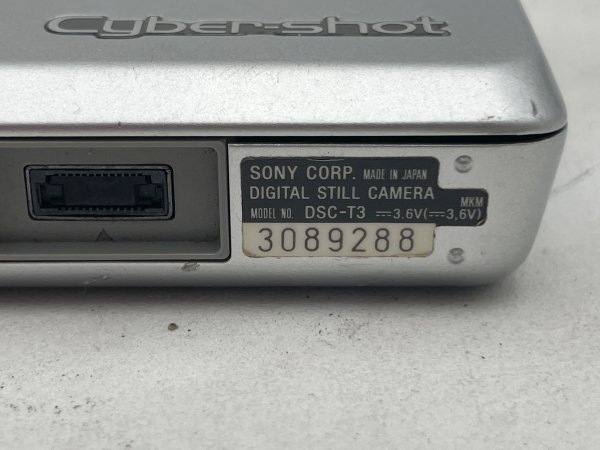 Cyber-shot
SONY CORP. MADE IN JAPAN
DIGITAL STILL CAMERA
MKM
MODEL NO. DSC-T3 ⎓3.6V(⎓3,6V)
3089288